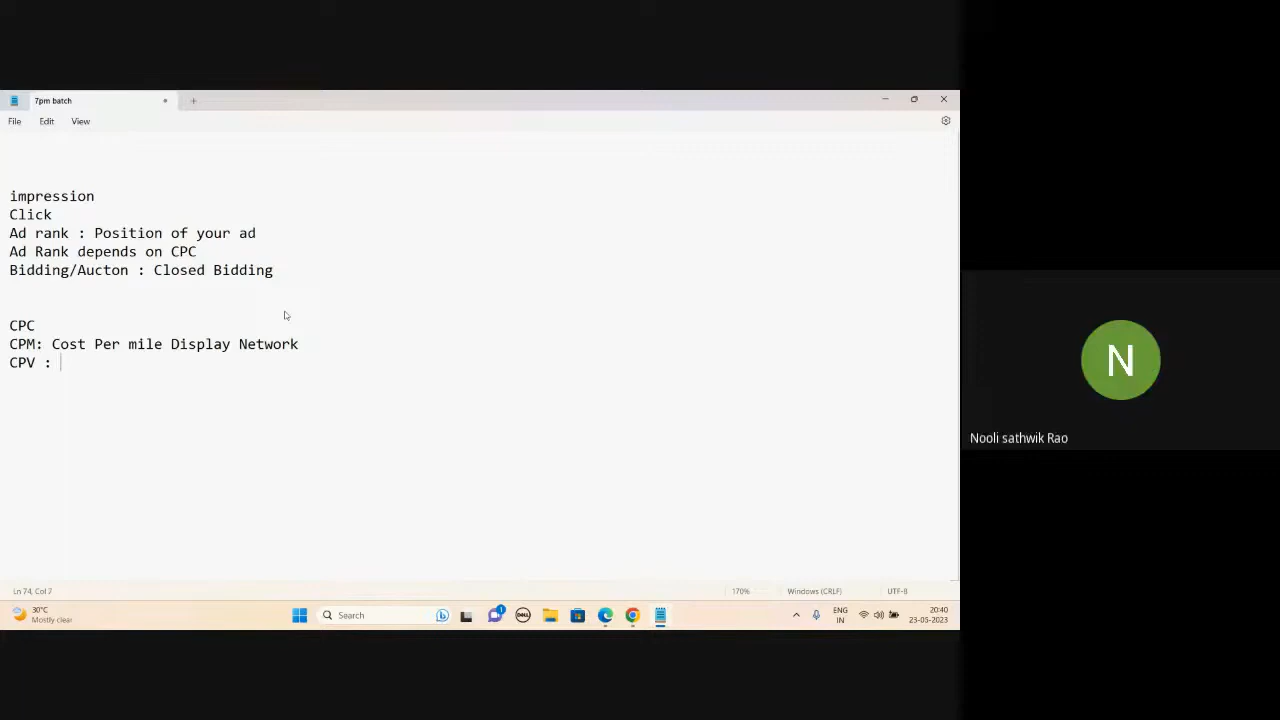 7pm batch
File Edit View
impression
Click
Ad rank : Position of your ad
Ad Rank depends on CPC
Bidding/Aucton : Closed Bidding
CPC
CPM: Cost Per mile Display Network
CPV :
N
Nooli sathwik Rao
Ln 74, Col 7 170% Windows (CRLF) UTF-8
30°C
Mostly clear
Search
1
DELL
ENG
IN
20:40
23-05-2023